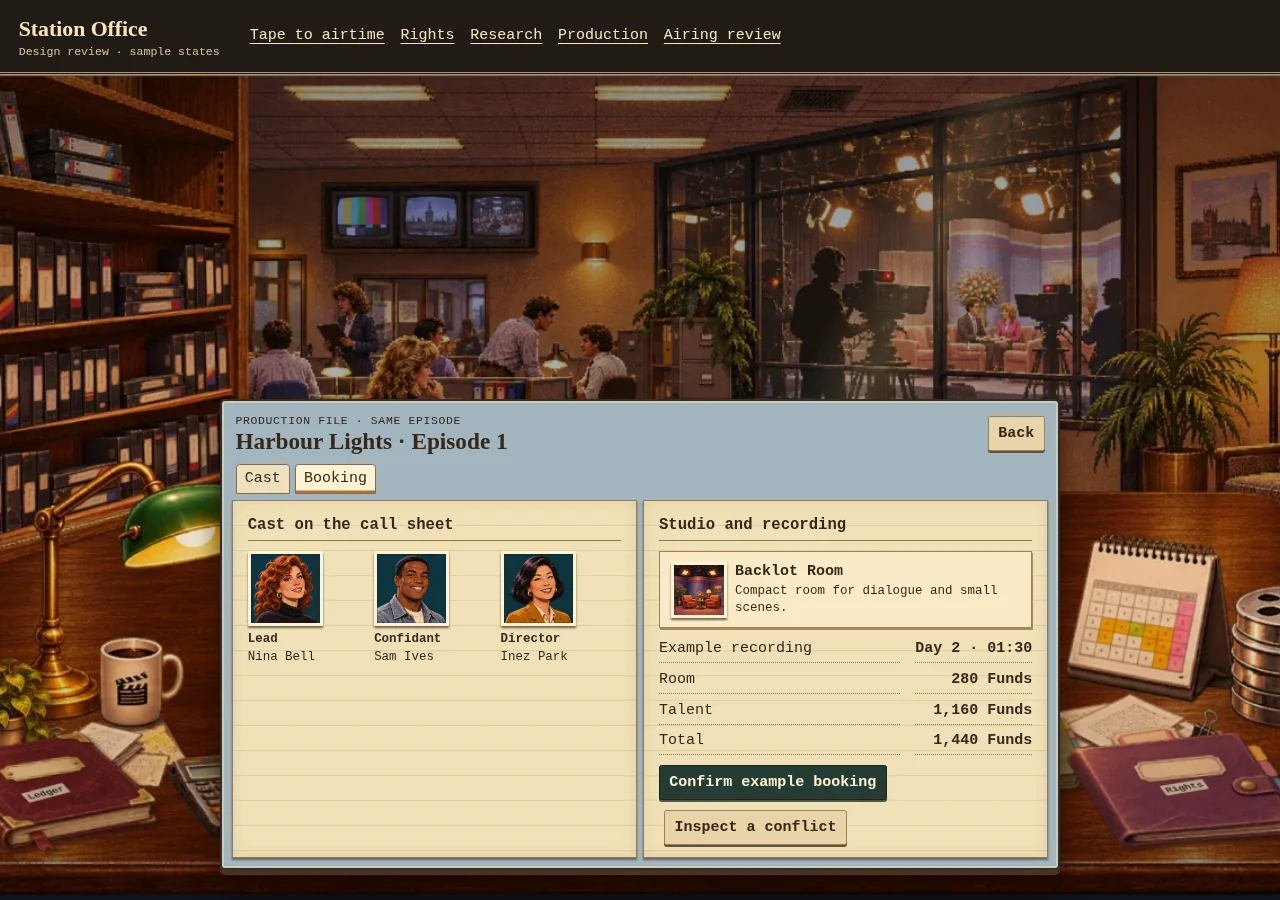 Station Office
Design review · sample states
Tape to airtime
Rights
Research
Production
Airing review
PRODUCTION FILE · SAME EPISODE
Harbour Lights · Episode 1
Back
Cast
Booking
Cast on the call sheet
Lead
Nina Bell
Confidant
Sam Ives
Director
Inez Park
Studio and recording
Backlot Room
Compact room for dialogue and small
scenes.
Example recording
Day 2 · 01:30
Room
280 Funds
Talent
1,160 Funds
Total
1,440 Funds
Confirm example booking
Inspect a conflict
Ledger
Rights